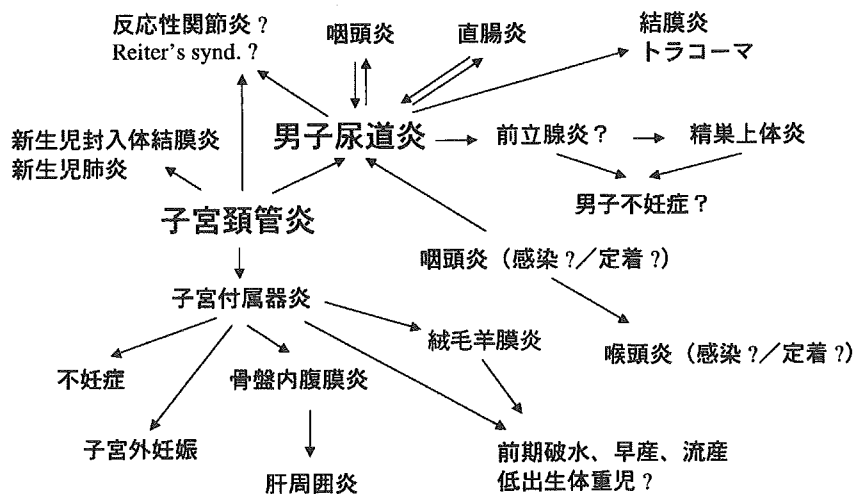 反応性関節炎?
Reiter's synd. ?
咽頭炎
直腸炎
結膜炎
トラコーマ
男子尿道炎
前立腺炎?
精巣上体炎
新生児封入体結膜炎
新生児肺炎
男子不妊症?
子宮頚管炎
咽頭炎（感染?／定着?）
子宮付属器炎
絨毛羊膜炎
喉頭炎（感染?／定着?）
不妊症
骨盤内腹膜炎
子宮外妊娠
前期破水、早産、流産
低出生体重児?
肝周囲炎